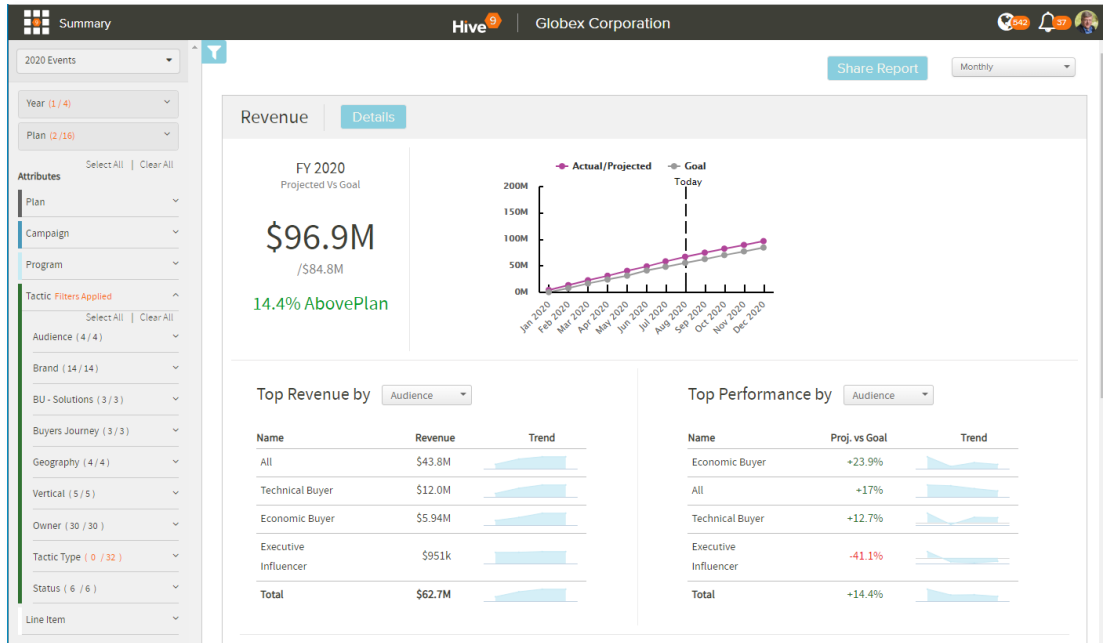 Summary
Hive9
Globex Corporation
542
37
2020 Events
Share Report
Monthly
Year (1 / 4)
Plan (2 /16)
Select All | Clear All
Attributes
Plan
Campaign
Program
Tactic Filters Applied
Select All | Clear All
Audience ( 4 / 4 )
Brand ( 14 / 14 )
BU - Solutions ( 3 / 3 )
Buyers Journey ( 3 / 3 )
Geography ( 4 / 4 )
Vertical ( 5 / 5 )
Owner ( 30 / 30 )
Tactic Type ( 0 / 32 )
Status ( 6 / 6 )
Line Item
Revenue
Details
FY 2020
Projected Vs Goal
$96.9M
/$84.8M
14.4% AbovePlan
Actual/Projected Goal
Today
200M
150M
100M
50M
0M
Jan 2020
Feb 2020
Mar 2020
Apr 2020
May 2020
Jun 2020
Jul 2020
Aug 2020
Sep 2020
Oct 2020
Nov 2020
Dec 2020
Top Revenue by Audience
Name Revenue Trend
All $43.8M
Technical Buyer $12.0M
Economic Buyer $5.94M
Executive
Influencer $951k
Total $62.7M
Top Performance by Audience
Name Proj. vs Goal Trend
Economic Buyer +23.9%
All +17%
Technical Buyer +12.7%
Executive
Influencer -41.1%
Total +14.4%